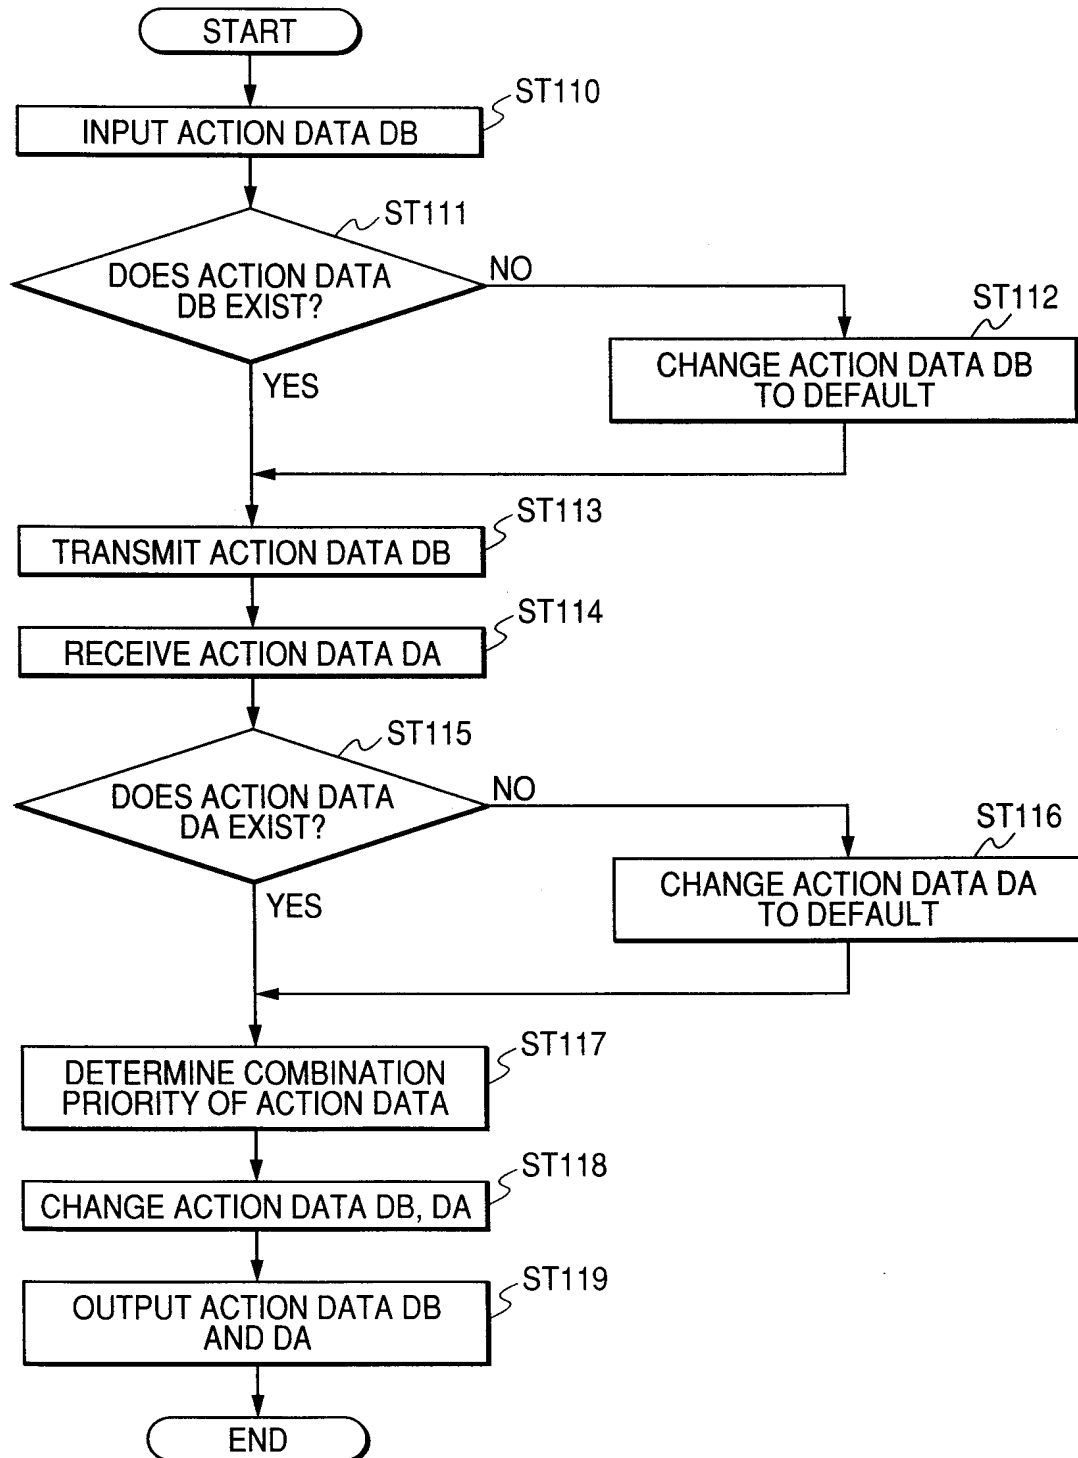 START
ST110
INPUT ACTION DATA DB
ST111
DOES ACTION DATA
DB EXIST?
NO
YES
ST112
CHANGE ACTION DATA DB
TO DEFAULT
ST113
TRANSMIT ACTION DATA DB
ST114
RECEIVE ACTION DATA DA
ST115
DOES ACTION DATA
DA EXIST?
NO
YES
ST116
CHANGE ACTION DATA DA
TO DEFAULT
ST117
DETERMINE COMBINATION
PRIORITY OF ACTION DATA
ST118
CHANGE ACTION DATA DB, DA
ST119
OUTPUT ACTION DATA DB
AND DA
END